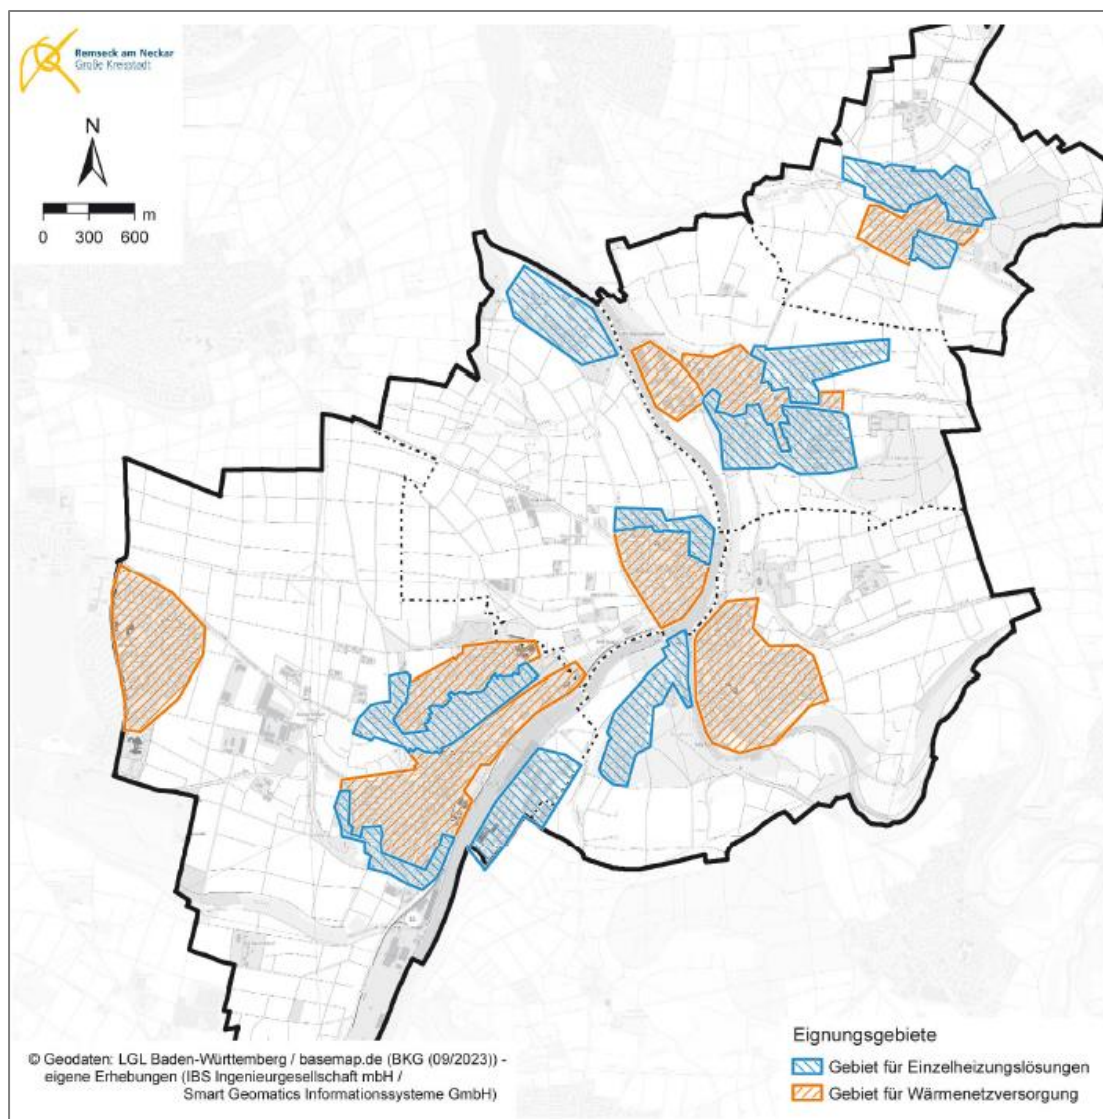 Remseck am Neckar
Große Kreisstadt
N
m
0 300 600
Eignungsgebiete
Gebiet für Einzelheizungslösungen
Gebiet für Wärmenetzversorgung
© Geodaten: LGL Baden-Württemberg / basemap.de (BKG (09/2023)) -
eigene Erhebungen (IBS Ingenieurgesellschaft mbH /
Smart Geomatics Informationssysteme GmbH)